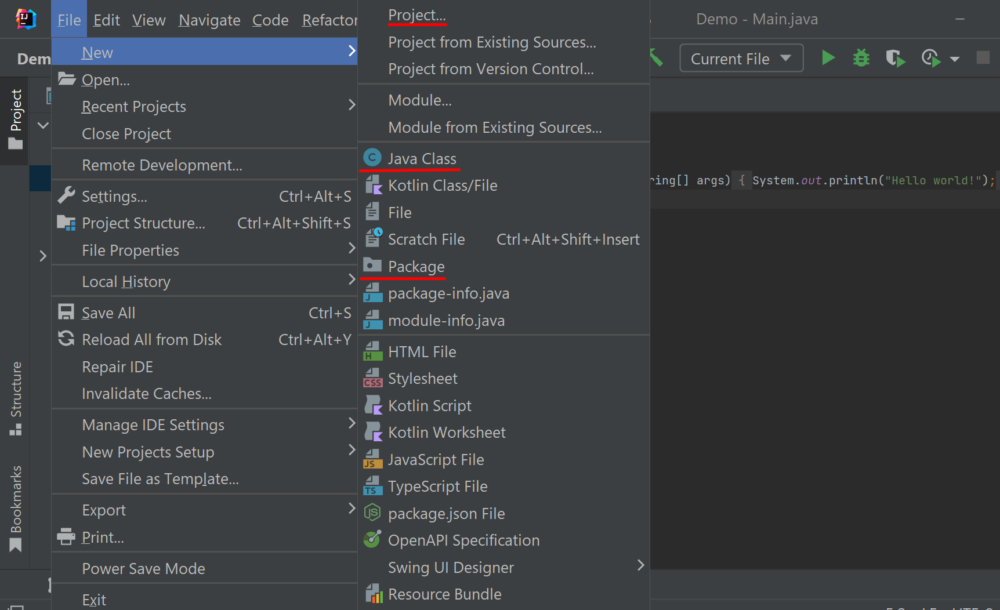 IJ
File Edit View Navigate Code Refactor
Demo - Main.java
Dem
Current File
Project
Structure
Bookmarks
New
Open...
Recent Projects
Close Project
Remote Development...
Settings... Ctrl+Alt+S
Project Structure... Ctrl+Alt+Shift+S
File Properties
Local History
Save All Ctrl+S
Reload All from Disk Ctrl+Alt+Y
Repair IDE
Invalidate Caches...
Manage IDE Settings
New Projects Setup
Save File as Template...
Export
Print...
Power Save Mode
Exit
Project...
Project from Existing Sources...
Project from Version Control...
Module...
Module from Existing Sources...
C Java Class
Kotlin Class/File
File
Scratch File Ctrl+Alt+Shift+Insert
Package
J package-info.java
J module-info.java
H HTML File
CSS Stylesheet
Kotlin Script
Kotlin Worksheet
JS JavaScript File
TS TypeScript File
JS package.json File
OpenAPI Specification
Swing UI Designer
Resource Bundle
ring[] args) { System.out.println("Hello world!");